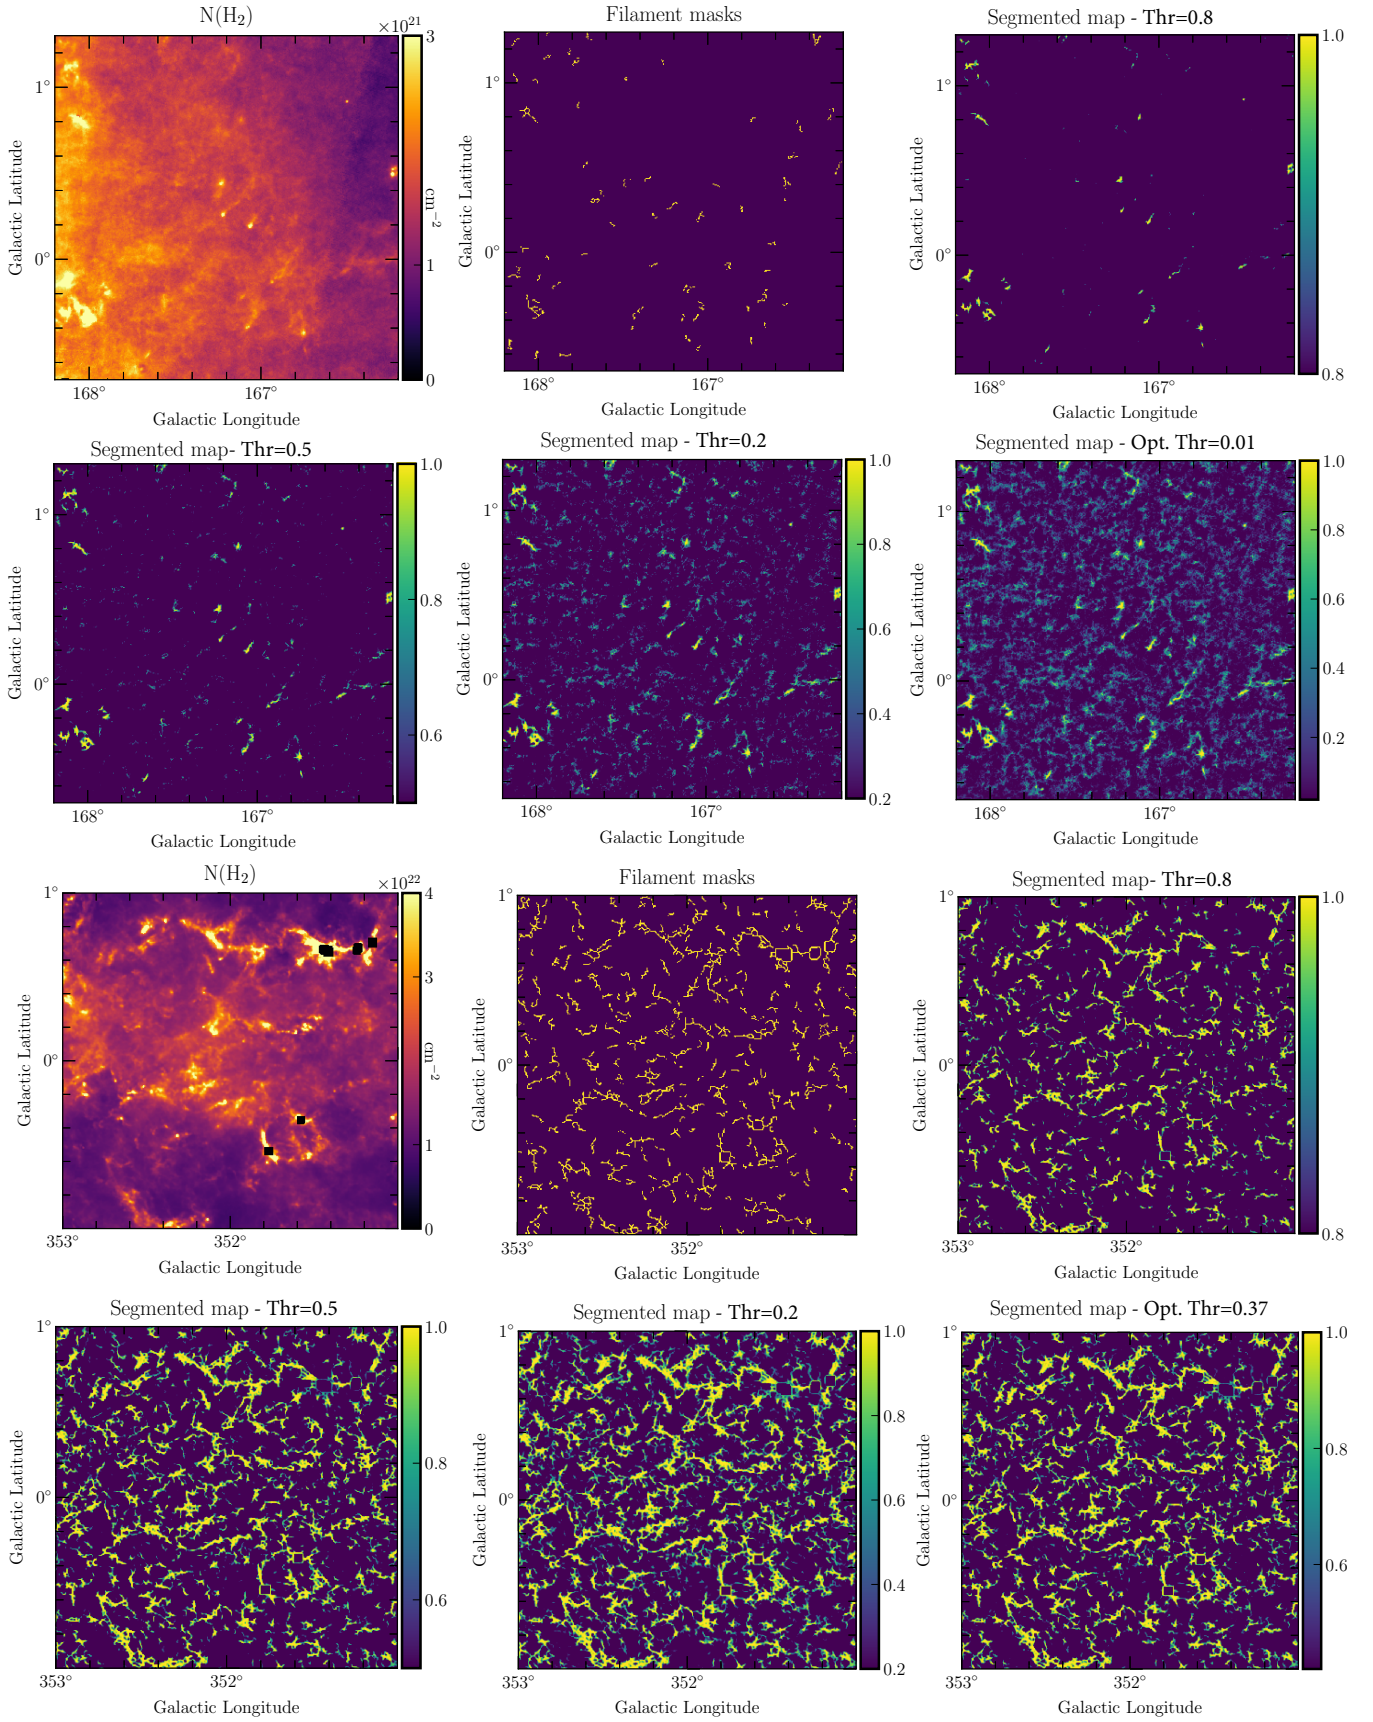 N(H₂)
×10²¹
3
1
0
cm⁻²
1°
0°
168°
167°
Galactic Latitude
Galactic Longitude
Filament masks
1°
0°
168°
167°
Galactic Latitude
Galactic Longitude
Segmented map - Thr=0.8
1.0
0.8
1°
0°
168°
167°
Galactic Latitude
Galactic Longitude
Segmented map- Thr=0.5
1.0
0.8
0.6
1°
0°
168°
167°
Galactic Latitude
Galactic Longitude
Segmented map - Thr=0.2
1.0
0.8
0.6
0.4
0.2
1°
0°
168°
167°
Galactic Latitude
Galactic Longitude
Segmented map - Opt. Thr=0.01
1.0
0.8
0.6
0.4
0.2
1°
0°
168°
167°
Galactic Latitude
Galactic Longitude
N(H₂)
×10²²
4
3
1
0
cm⁻²
1°
0°
353°
352°
Galactic Latitude
Galactic Longitude
Filament masks
1°
0°
353°
352°
Galactic Latitude
Galactic Longitude
Segmented map- Thr=0.8
1.0
0.8
1°
0°
353°
352°
Galactic Latitude
Galactic Longitude
Segmented map - Thr=0.5
1.0
0.8
0.6
1°
0°
353°
352°
Galactic Latitude
Galactic Longitude
Segmented map - Thr=0.2
1.0
0.8
0.6
0.4
0.2
1°
0°
353°
352°
Galactic Latitude
Galactic Longitude
Segmented map - Opt. Thr=0.37
1.0
0.8
0.6
1°
0°
353°
352°
Galactic Latitude
Galactic Longitude